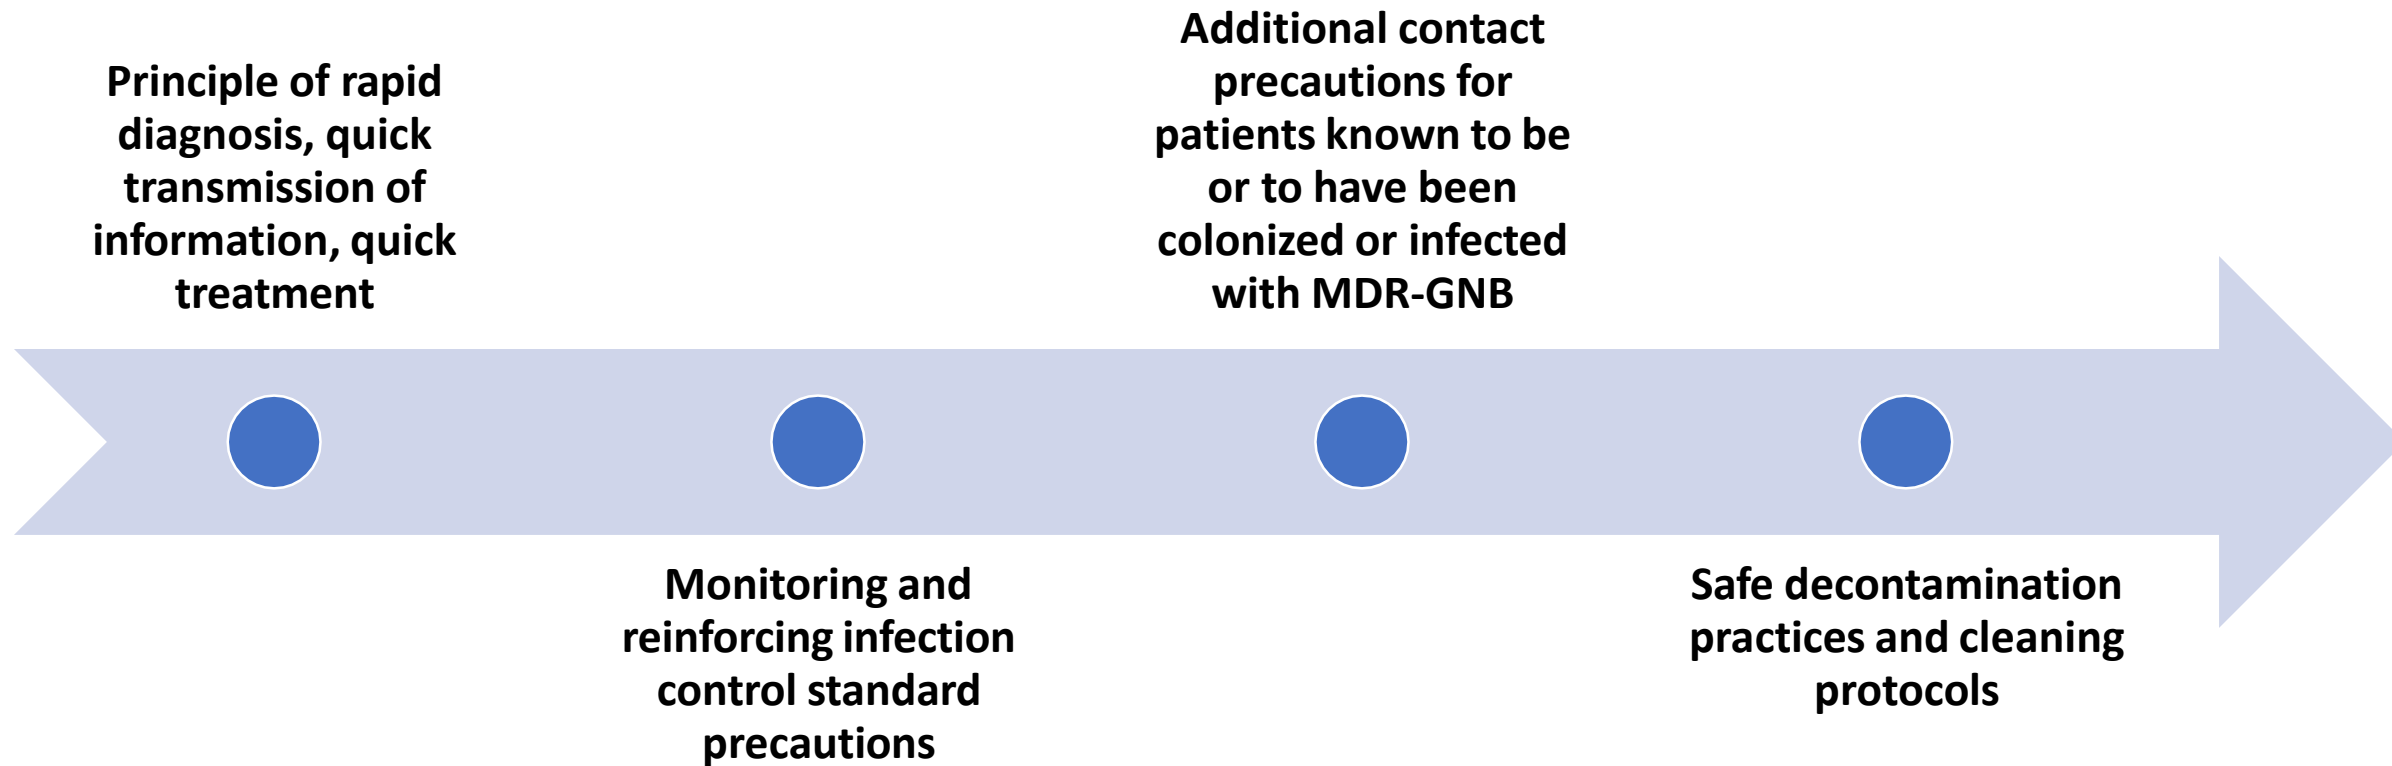 Principle of rapid
diagnosis, quick
transmission of
information, quick
treatment
Monitoring and
reinforcing infection
control standard
precautions
Additional contact
precautions for
patients known to be
or to have been
colonized or infected
with MDR-GNB
Safe decontamination
practices and cleaning
protocols